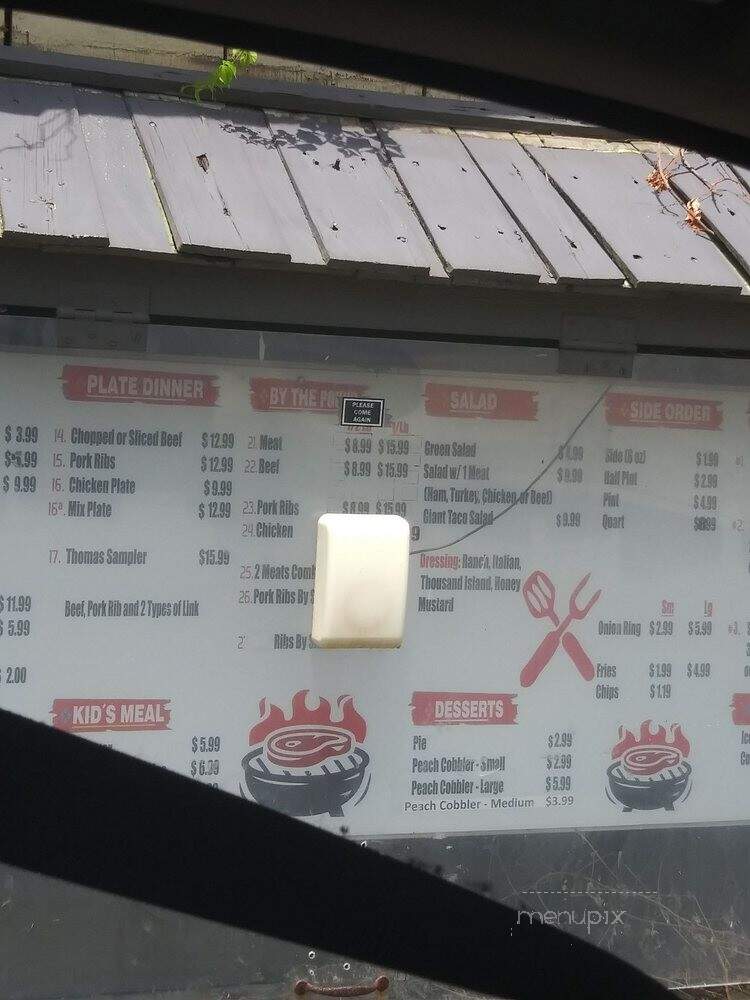 PLATE DINNER
$ 3.99
14. Chopped or Sliced Beef $12.99
15. Pork Ribs $12.99
$ 9.99
16. Chicken Plate $9.99
16ª. Mix Plate $ 12.99
17. Thomas Sampler $15.99
Beef, Pork Rib and 2 Types of Link
$11.99
$ 5.99
$ 2.00
KID'S MEAL
$5.99
BY THE
PLEASE
COME
AGAIN
21. Meat $8.99 $15.99
22. Beef $8.99 $15.99
23. Pork Ribs $8.99 $15.99
24. Chicken
25. 2 Meats
26. Pork Ribs By
Ribs By
SALAD
Green Salad
Salad w/ 1 Meat
(Ham, Turkey, Chicken or Beef)
Giant Taco Salad $9.99
Dressing: Ranch, Italian,
Thousand Island, Honey
Mustard
DESSERTS
Pie $2.99
Peach Cobbler - Small $2.99
Peach Cobbler - Large $5.99
Peach Cobbler - Medium $3.99
SIDE ORDER
Side (6 oz) $1.99
Half Pint $2.99
Pint $4.99
Quart
Sm Lg
Onion Ring $2.99 $5.99
Fries $1.99 $4.99
Chips $1.19
menupix